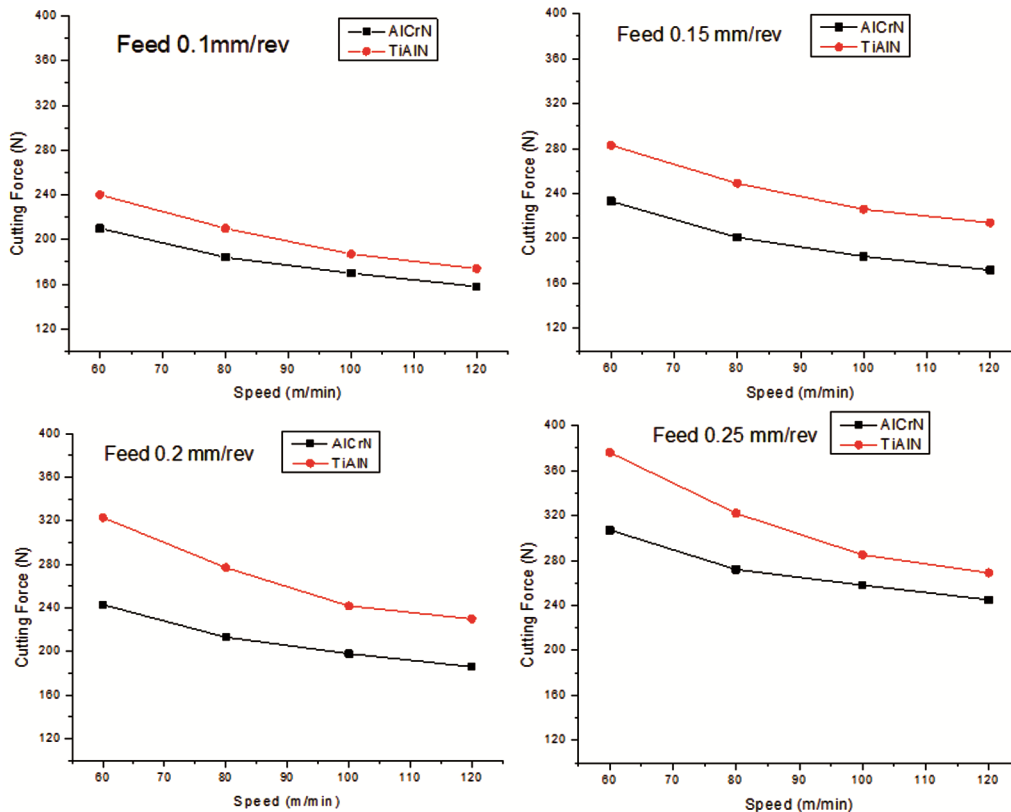 Feed 0.1mm/rev
AlCrN
TiAlN
400
360
320
280
240
200
160
120
Cutting Force (N)
60 70 80 90 100 110 120
Speed (m/min)
Feed 0.15 mm/rev
AlCrN
TiAlN
400
360
320
280
240
200
160
120
Cutting Force (N)
60 70 80 90 100 110 120
Speed (m/min)
Feed 0.2 mm/rev
AlCrN
TiAlN
400
360
320
280
240
200
160
120
Cutting Force (N)
60 70 80 90 100 110 120
Speed (m/min)
Feed 0.25 mm/rev
AlCrN
TiAlN
400
360
320
280
240
200
160
120
Cutting Force (N)
60 70 80 90 100 110 120
Speed (m/min)